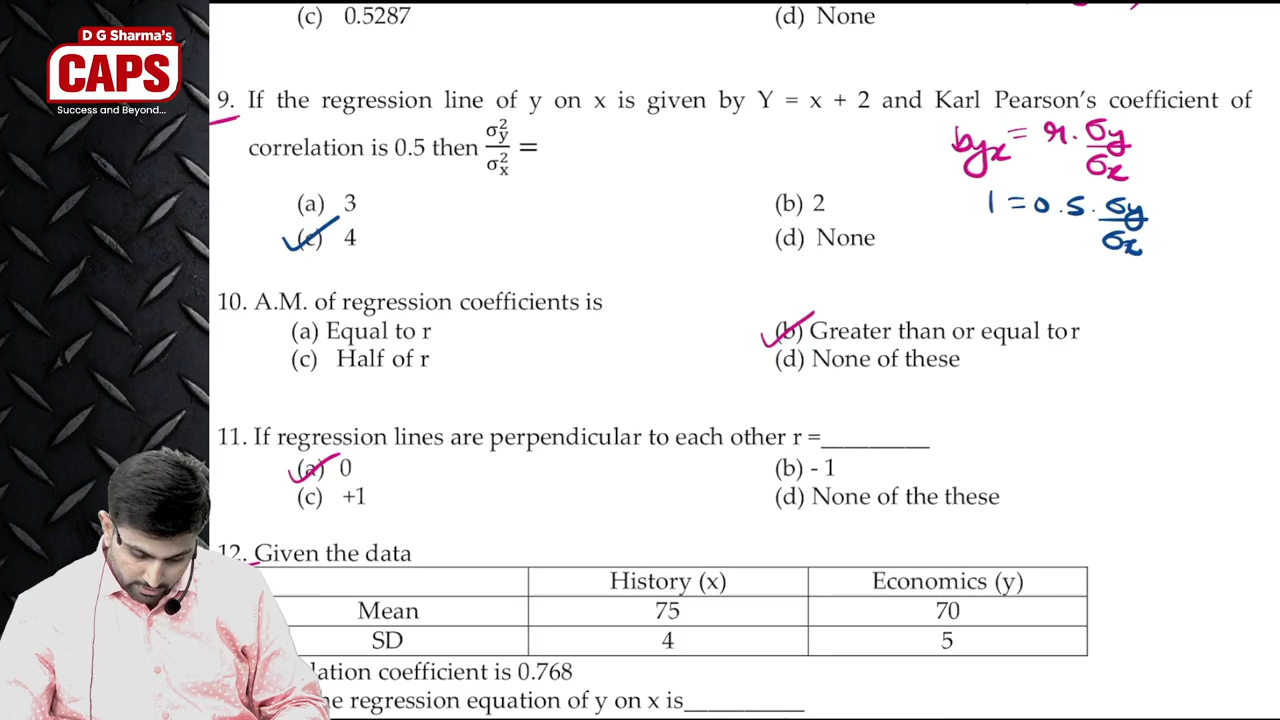 (c) 0.5287
(d) None
D G Sharma's
CAPS
Success and Beyond...
9. If the regression line of y on x is given by Y = x + 2 and Karl Pearson's coefficient of
correlation is 0.5 then σ²y/σ²x =
byx = r. σy/σx
(a) 3
(b) 2
1 = 0.5. σy/σx
(c) 4
(d) None
10. A.M. of regression coefficients is
(a) Equal to r
(b) Greater than or equal to r
(c) Half of r
(d) None of these
11. If regression lines are perpendicular to each other r =_________
(a) 0
(b) - 1
(c) +1
(d) None of the these
12. Given the data
History (x) Economics (y)
Mean 75 70
SD 4 5
lation coefficient is 0.768
he regression equation of y on x is__________